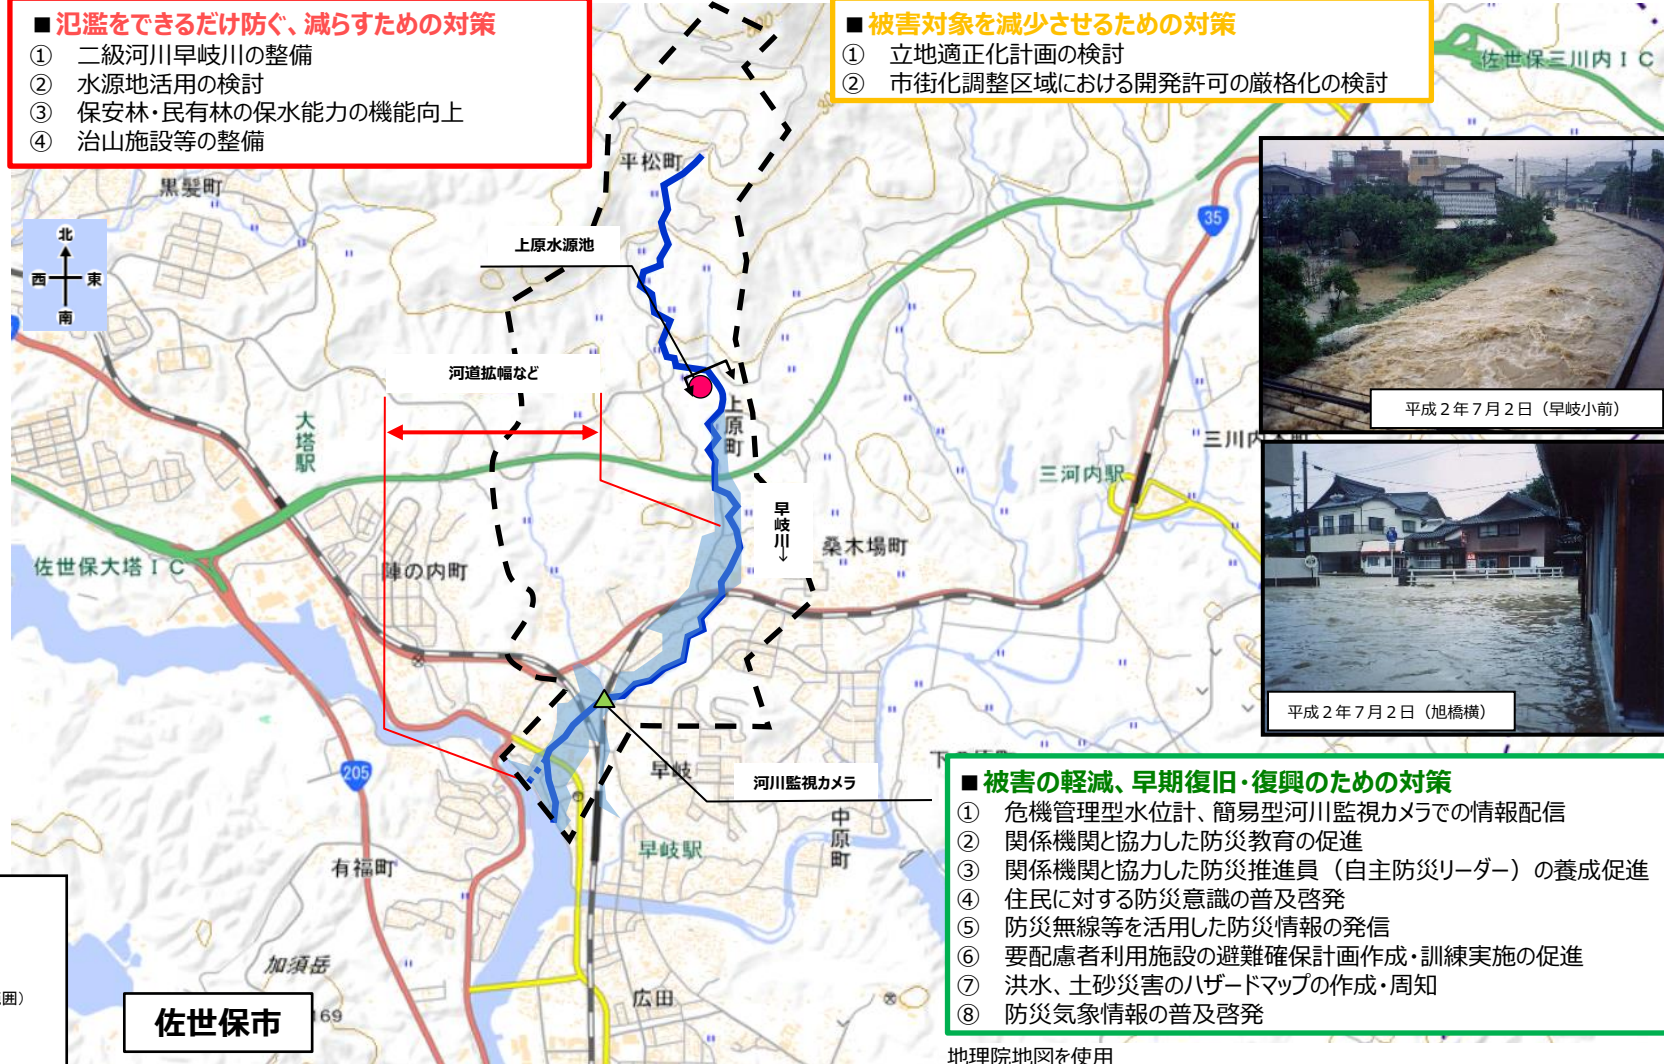 ■氾濫をできるだけ防ぐ、減らすための対策
① 二級河川早岐川の整備
② 水源地活用の検討
③ 保安林・民有林の保水能力の機能向上
④ 治山施設等の整備
■被害対象を減少させるための対策
① 立地適正化計画の検討
② 市街化調整区域における開発許可の厳格化の検討
佐世保三川内IC
平松町
黒髪町
北
西 東
南
35
上原水源池
河道拡幅など
平成2年7月2日（早岐小前）
上原町
大塔駅
三川内
三河内駅
早岐川→
桑木場町
佐世保大塔IC
陣の内町
平成2年7月2日（旭橋横）
205
早岐
河川監視カメラ
中原町
早岐駅
有福町
■被害の軽減、早期復旧・復興のための対策
① 危機管理型水位計、簡易型河川監視カメラでの情報配信
② 関係機関と協力した防災教育の促進
③ 関係機関と協力した防災推進員（自主防災リーダー）の養成促進
④ 住民に対する防災意識の普及啓発
⑤ 防災無線等を活用した防災情報の発信
⑥ 要配慮者利用施設の避難確保計画作成・訓練実施の促進
⑦ 洪水、土砂災害のハザードマップの作成・周知
⑧ 防災気象情報の普及啓発
加須岳
169
囲）
広田
佐世保市
地理院地図を使用